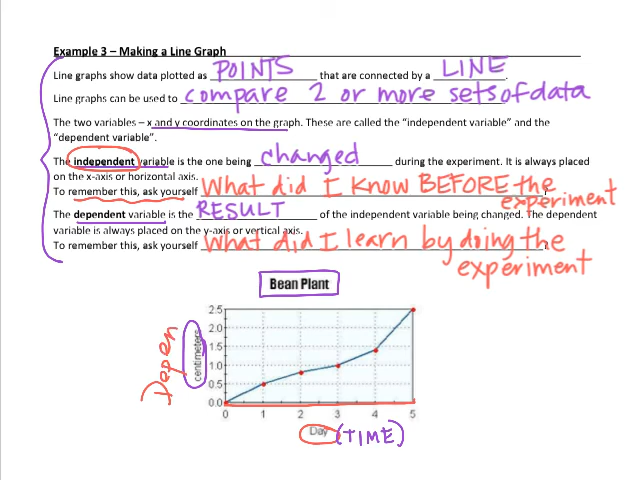 Example 3 – Making a Line Graph
Line graphs show data plotted as POINTS that are connected by a LINE.
Line graphs can be used to compare 2 or more sets of data
The two variables – x and y coordinates on the graph. These are called the “independent variable” and the
“dependent variable”.
The independent variable is the one being changed during the experiment. It is always placed
on the x-axis or horizontal axis.
To remember this, ask yourself What did I know BEFORE the
experiment
The dependent variable is the RESULT of the independent variable being changed. The dependent
variable is always placed on the y-axis or vertical axis.
To remember this, ask yourself What did I learn by doing the
experiment
Bean Plant
Depen
centimeters
2.5
2.0
1.5
1.0
0.5
0.0
0 1 2 3 4 5
Day (TIME)